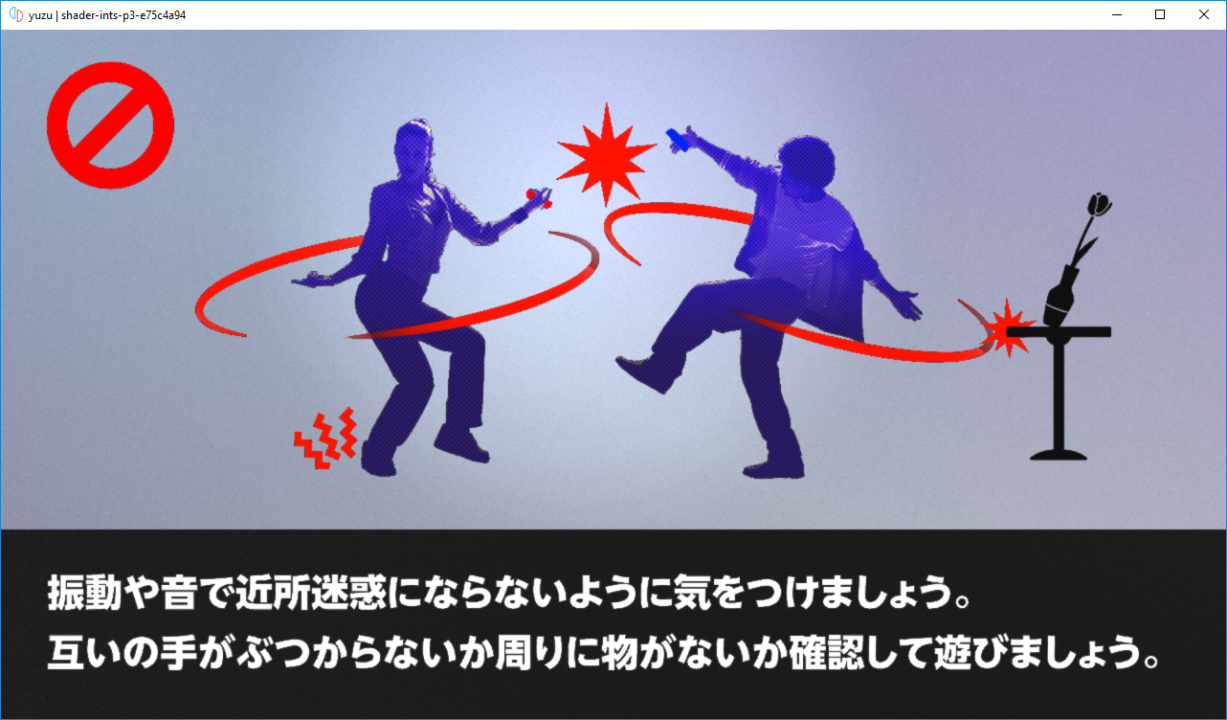 yuzu | shader-ints-p3-e75c4a94
振動や音で近所迷惑にならないように気をつけましょう。
互いの手がぶつからないか周りに物がないか確認して遊びましょう。